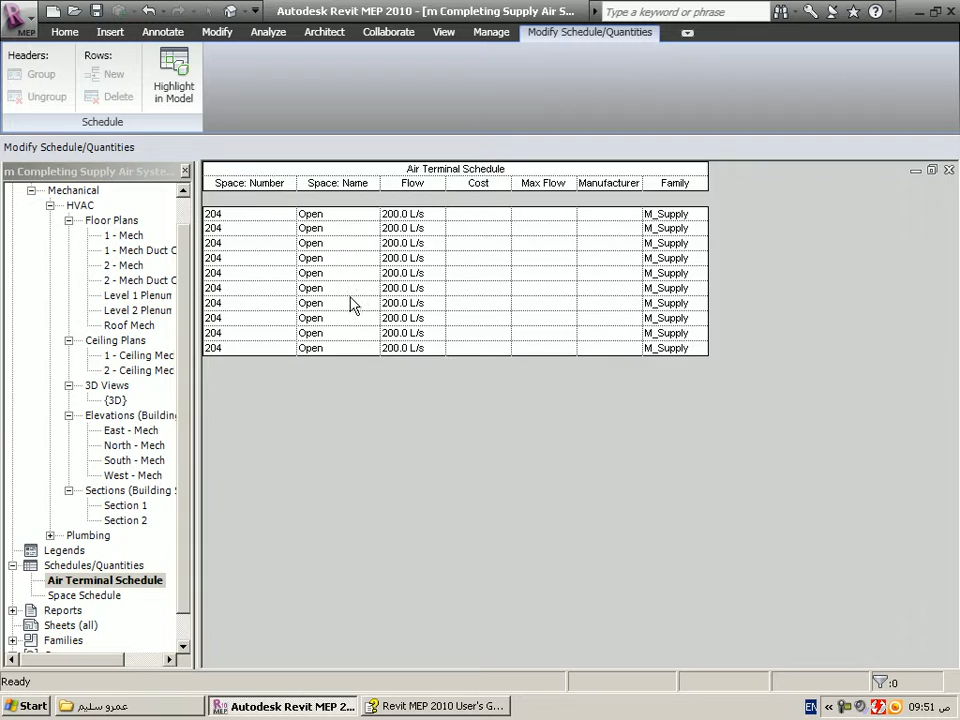 Autodesk Revit MEP 2010 - [m Completing Supply Air S...
Type a keyword or phrase
MEP
Home Insert Annotate Modify Analyze Architect Collaborate View Manage Modify Schedule/Quantities
Headers: Rows:
Group New
Ungroup Delete
Highlight in Model
Schedule
Modify Schedule/Quantities
m Completing Supply Air Syste...
Mechanical
HVAC
Floor Plans
1 - Mech
1 - Mech Duct C
2 - Mech
2 - Mech Duct C
Level 1 Plenum
Level 2 Plenum
Roof Mech
Ceiling Plans
1 - Ceiling Mec
2 - Ceiling Mec
3D Views
{3D}
Elevations (Building
East - Mech
North - Mech
South - Mech
West - Mech
Sections (Building S
Section 1
Section 2
Plumbing
Legends
Schedules/Quantities
Air Terminal Schedule
Space Schedule
Reports
Sheets (all)
Families
Air Terminal Schedule
Space: Number Space: Name Flow Cost Max Flow Manufacturer Family
204 Open 200.0 L/s M_Supply
204 Open 200.0 L/s M_Supply
204 Open 200.0 L/s M_Supply
204 Open 200.0 L/s M_Supply
204 Open 200.0 L/s M_Supply
204 Open 200.0 L/s M_Supply
204 Open 200.0 L/s M_Supply
204 Open 200.0 L/s M_Supply
204 Open 200.0 L/s M_Supply
204 Open 200.0 L/s M_Supply
Ready
:0
Start عمرو سليم Autodesk Revit MEP 2... Revit MEP 2010 User's G... EN « 09:51 ص